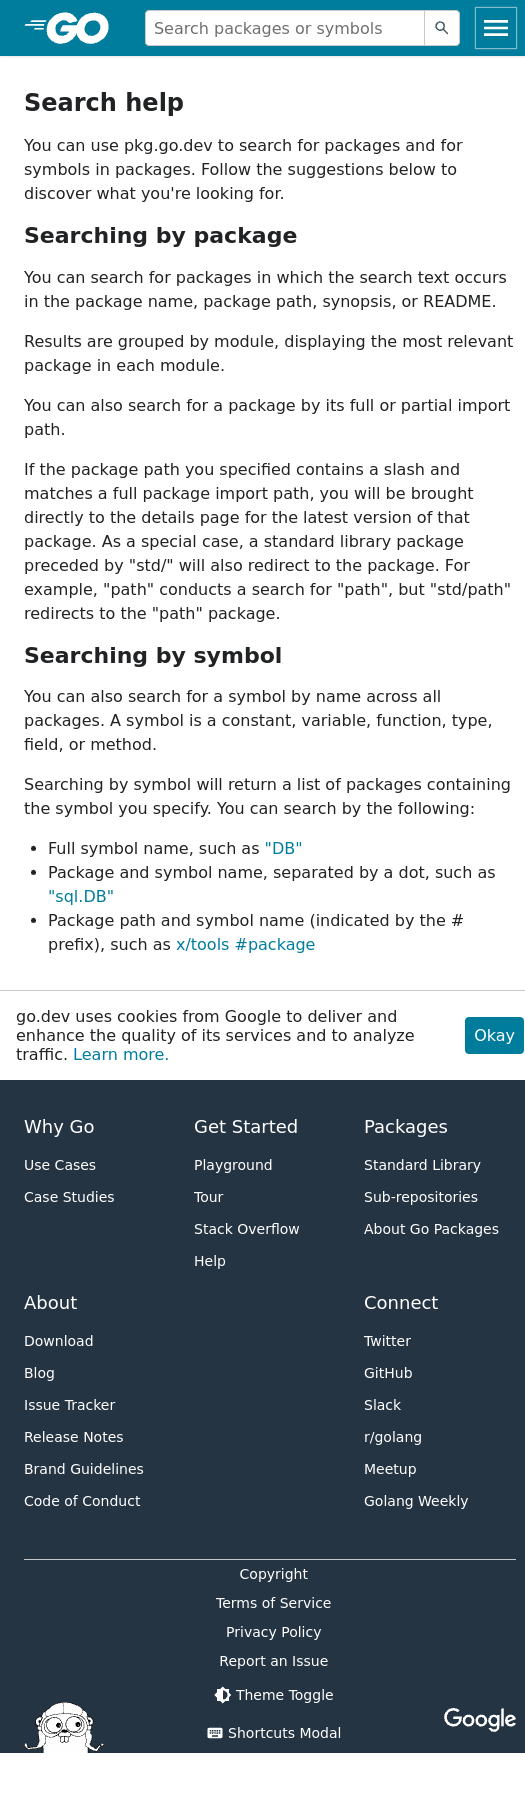 GO
Search packages or symbols
Search help
You can use pkg.go.dev to search for packages and for
symbols in packages. Follow the suggestions below to
discover what you're looking for.
Searching by package
You can search for packages in which the search text occurs
in the package name, package path, synopsis, or README.
Results are grouped by module, displaying the most relevant
package in each module.
You can also search for a package by its full or partial import
path.
If the package path you specified contains a slash and
matches a full package import path, you will be brought
directly to the details page for the latest version of that
package. As a special case, a standard library package
preceded by "std/" will also redirect to the package. For
example, "path" conducts a search for "path", but "std/path"
redirects to the "path" package.
Searching by symbol
You can also search for a symbol by name across all
packages. A symbol is a constant, variable, function, type,
field, or method.
Searching by symbol will return a list of packages containing
the symbol you specify. You can search by the following:
• Full symbol name, such as "DB"
• Package and symbol name, separated by a dot, such as
"sql.DB"
• Package path and symbol name (indicated by the #
prefix), such as x/tools #package
go.dev uses cookies from Google to deliver and
enhance the quality of its services and to analyze
traffic. Learn more.
Okay
Why Go
Use Cases
Case Studies
Get Started
Playground
Tour
Stack Overflow
Help
Packages
Standard Library
Sub-repositories
About Go Packages
About
Download
Blog
Issue Tracker
Release Notes
Brand Guidelines
Code of Conduct
Connect
Twitter
GitHub
Slack
r/golang
Meetup
Golang Weekly
Copyright
Terms of Service
Privacy Policy
Report an Issue
Theme Toggle
Shortcuts Modal
Google